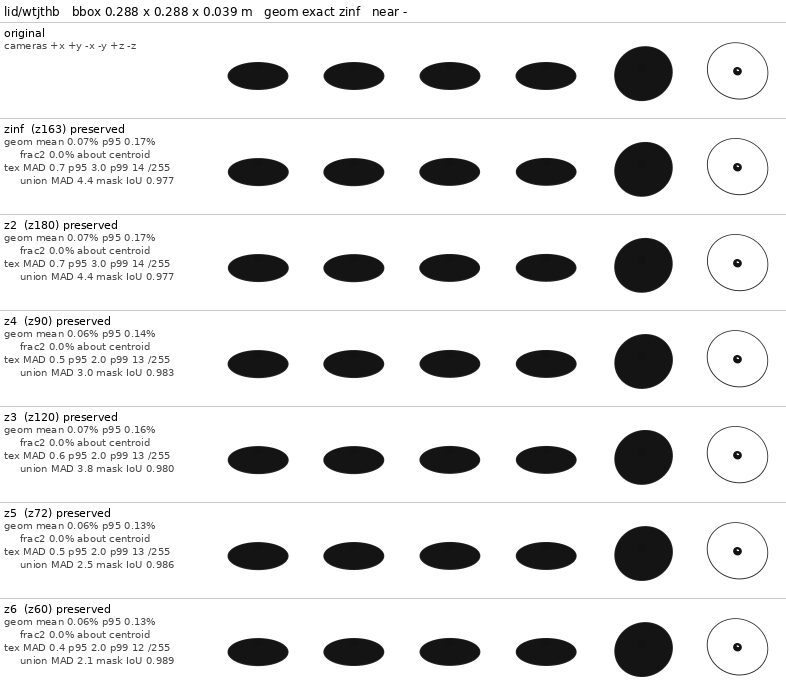 lid/wtjthb   bbox 0.288 x 0.288 x 0.039 m   geom exact zinf   near -
original
cameras +x +y -x -y +z -z
zinf  (z163) preserved
geom mean 0.07% p95 0.17%
frac2 0.0% about centroid
tex MAD 0.7 p95 3.0 p99 14 /255
union MAD 4.4 mask IoU 0.977
z2  (z180) preserved
geom mean 0.07% p95 0.17%
frac2 0.0% about centroid
tex MAD 0.7 p95 3.0 p99 14 /255
union MAD 4.4 mask IoU 0.977
z4  (z90) preserved
geom mean 0.06% p95 0.14%
frac2 0.0% about centroid
tex MAD 0.5 p95 2.0 p99 13 /255
union MAD 3.0 mask IoU 0.983
z3  (z120) preserved
geom mean 0.07% p95 0.16%
frac2 0.0% about centroid
tex MAD 0.6 p95 2.0 p99 13 /255
union MAD 3.8 mask IoU 0.980
z5  (z72) preserved
geom mean 0.06% p95 0.13%
frac2 0.0% about centroid
tex MAD 0.5 p95 2.0 p99 13 /255
union MAD 2.5 mask IoU 0.986
z6  (z60) preserved
geom mean 0.06% p95 0.13%
frac2 0.0% about centroid
tex MAD 0.4 p95 2.0 p99 12 /255
union MAD 2.1 mask IoU 0.989